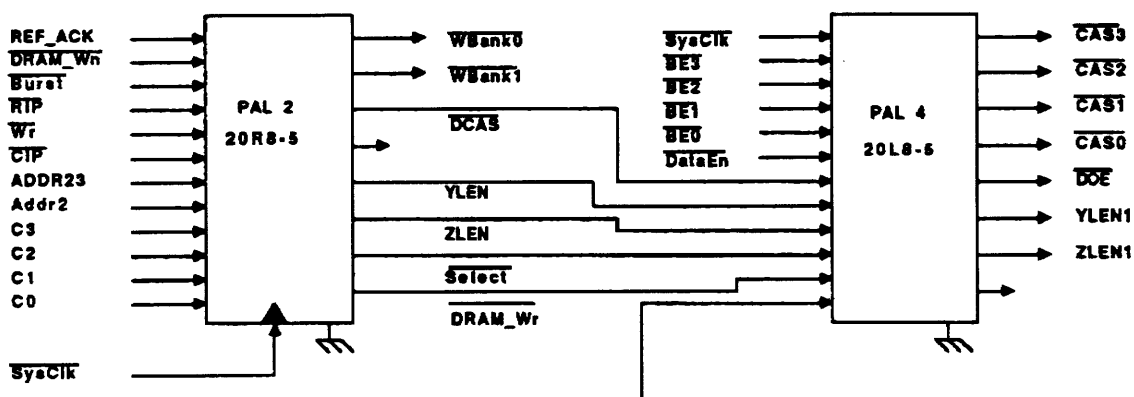 REF_ACK
DRAM_Wn
Burst
RIP
Wr
CIP
ADDR23
Addr2
C3
C2
C1
C0
SysClk
PAL 2
20R8-5
WBank0
WBank1
DCAS
YLEN
ZLEN
Select
DRAM_Wr
SysClk
BE3
BE2
BE1
BE0
DataEn
PAL 4
20L8-5
CAS3
CAS2
CAS1
CAS0
DOE
YLEN1
ZLEN1